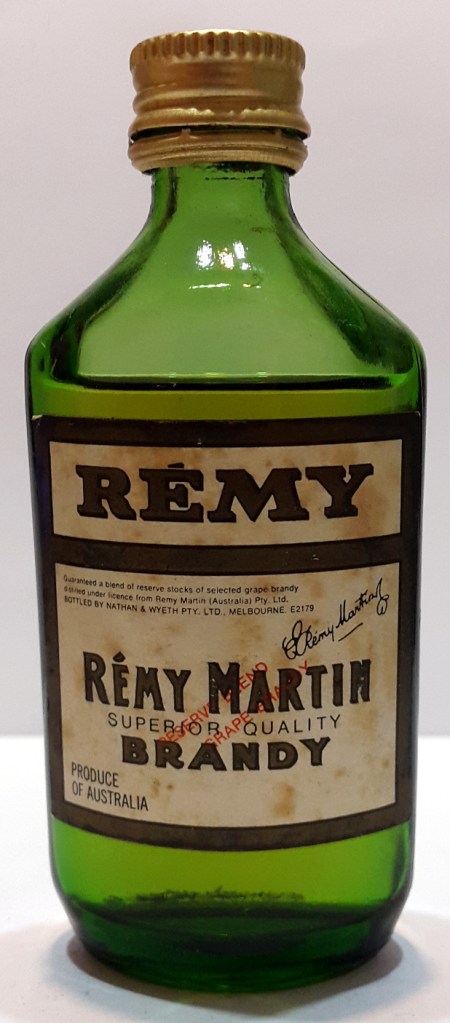 RÉMY
Guaranteed a blend of reserve stocks of selected grape brandy
distilled under licence from Remy Martin (Australia) Pty. Ltd.
BOTTLED BY NATHAN & WYETH PTY. LTD., MELBOURNE. E2179
E. Rémy Martin
RÉMY MARTIN
RESERVE BLEND
GRAPE BRANDY
SUPERIOR QUALITY
BRANDY
PRODUCE
OF AUSTRALIA